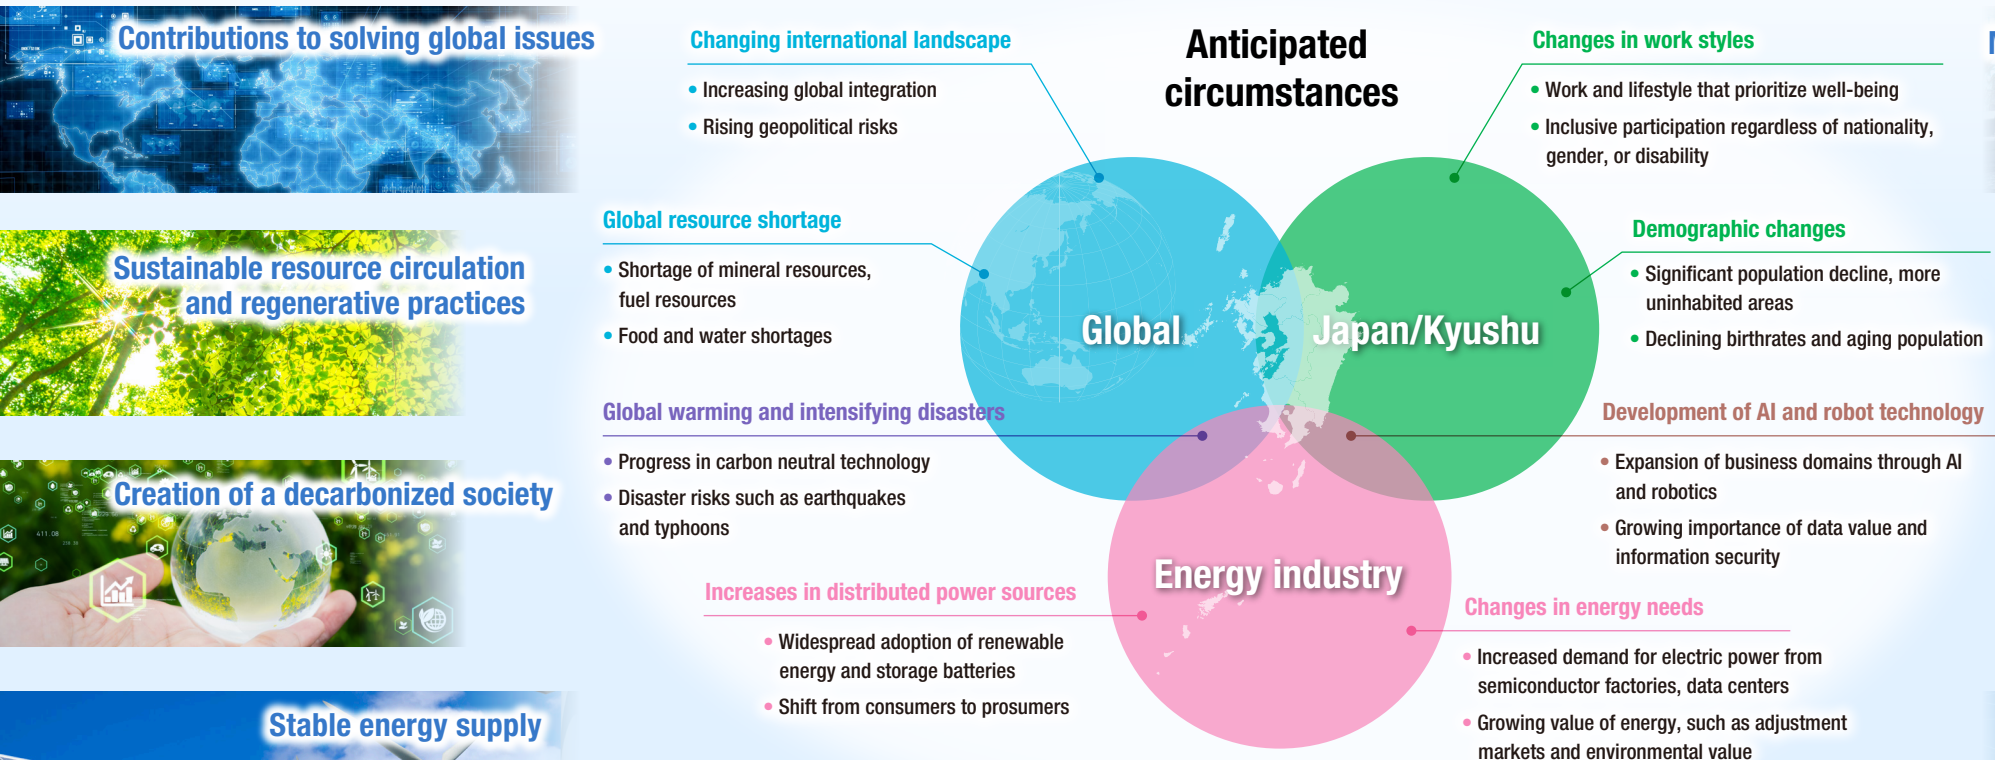 Contributions to solving global issues
Sustainable resource circulation
and regenerative practices
Creation of a decarbonized society
411.08
Stable energy supply
Anticipated
circumstances
Changing international landscape
• Increasing global integration
• Rising geopolitical risks
Global resource shortage
• Shortage of mineral resources,
fuel resources
• Food and water shortages
Global warming and intensifying disasters
• Progress in carbon neutral technology
• Disaster risks such as earthquakes
and typhoons
Increases in distributed power sources
• Widespread adoption of renewable
energy and storage batteries
• Shift from consumers to prosumers
Global
Japan/Kyushu
Energy industry
Changes in work styles
• Work and lifestyle that prioritize well-being
• Inclusive participation regardless of nationality,
gender, or disability
Demographic changes
• Significant population decline, more
uninhabited areas
• Declining birthrates and aging population
Development of AI and robot technology
• Expansion of business domains through AI
and robotics
• Growing importance of data value and
information security
Changes in energy needs
• Increased demand for electric power from
semiconductor factories, data centers
• Growing value of energy, such as adjustment
markets and environmental value